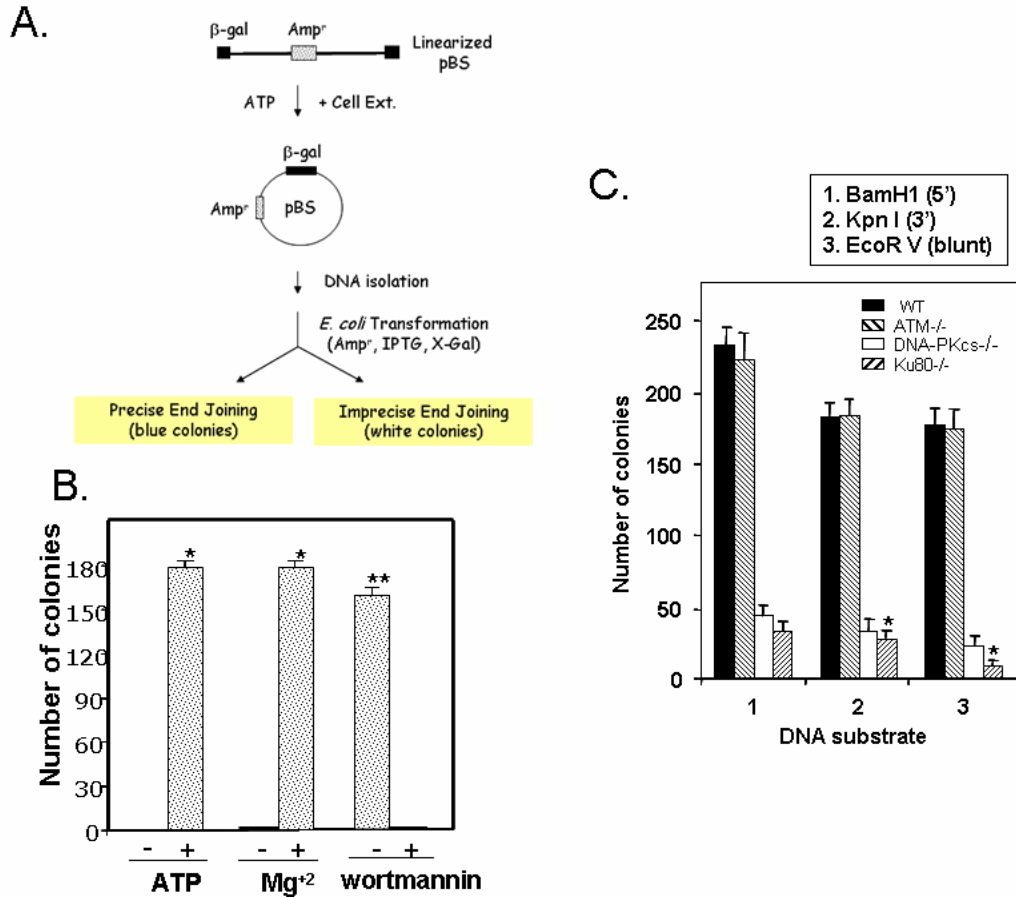 A.
β-gal
Ampʳ
Linearized
pBS
ATP
+ Cell Ext.
β-gal
Ampʳ
pBS
DNA isolation
E. coli Transformation
(Ampʳ, IPTG, X-Gal)
Precise End Joining
(blue colonies)
Imprecise End Joining
(white colonies)
B.
Number of colonies
180
150
120
90
60
30
0
*
*
**
- +
- +
- +
ATP
Mg⁺²
wortmannin
C.
1. BamH1 (5')
2. Kpn I (3')
3. EcoR V (blunt)
WT
ATM-/-
DNA-PKcs-/-
Ku80-/-
Number of colonies
250
200
150
100
50
0
*
*
1
2
3
DNA substrate